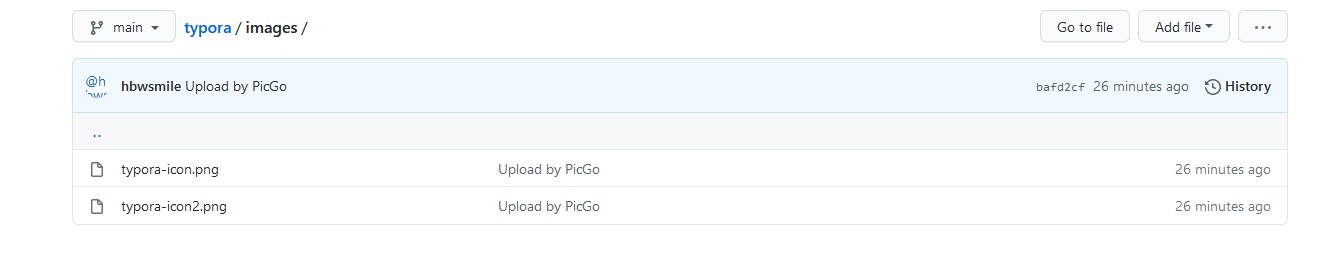 main typora / images / Go to file Add file ...
@h hbwsmile Upload by PicGo bafd2cf 26 minutes ago History
..
typora-icon.png Upload by PicGo 26 minutes ago
typora-icon2.png Upload by PicGo 26 minutes ago